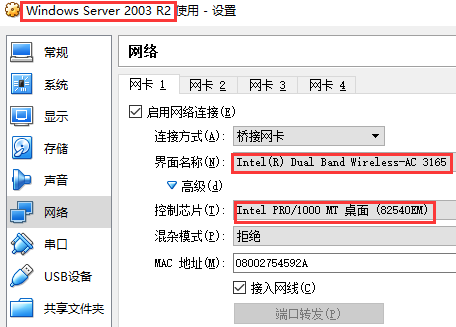 Windows Server 2003 R2 使用 - 设置
常规
系统
显示
存储
声音
网络
串口
USB设备
共享文件夹
网络
网卡 1 网卡 2 网卡 3 网卡 4
启用网络连接(E)
连接方式(A): 桥接网卡
界面名称(N): Intel(R) Dual Band Wireless-AC 3165
高级(d)
控制芯片(T): Intel PRO/1000 MT 桌面 (82540EM)
混杂模式(P): 拒绝
MAC 地址(M): 08002754592A
接入网线(C)
端口转发(P)